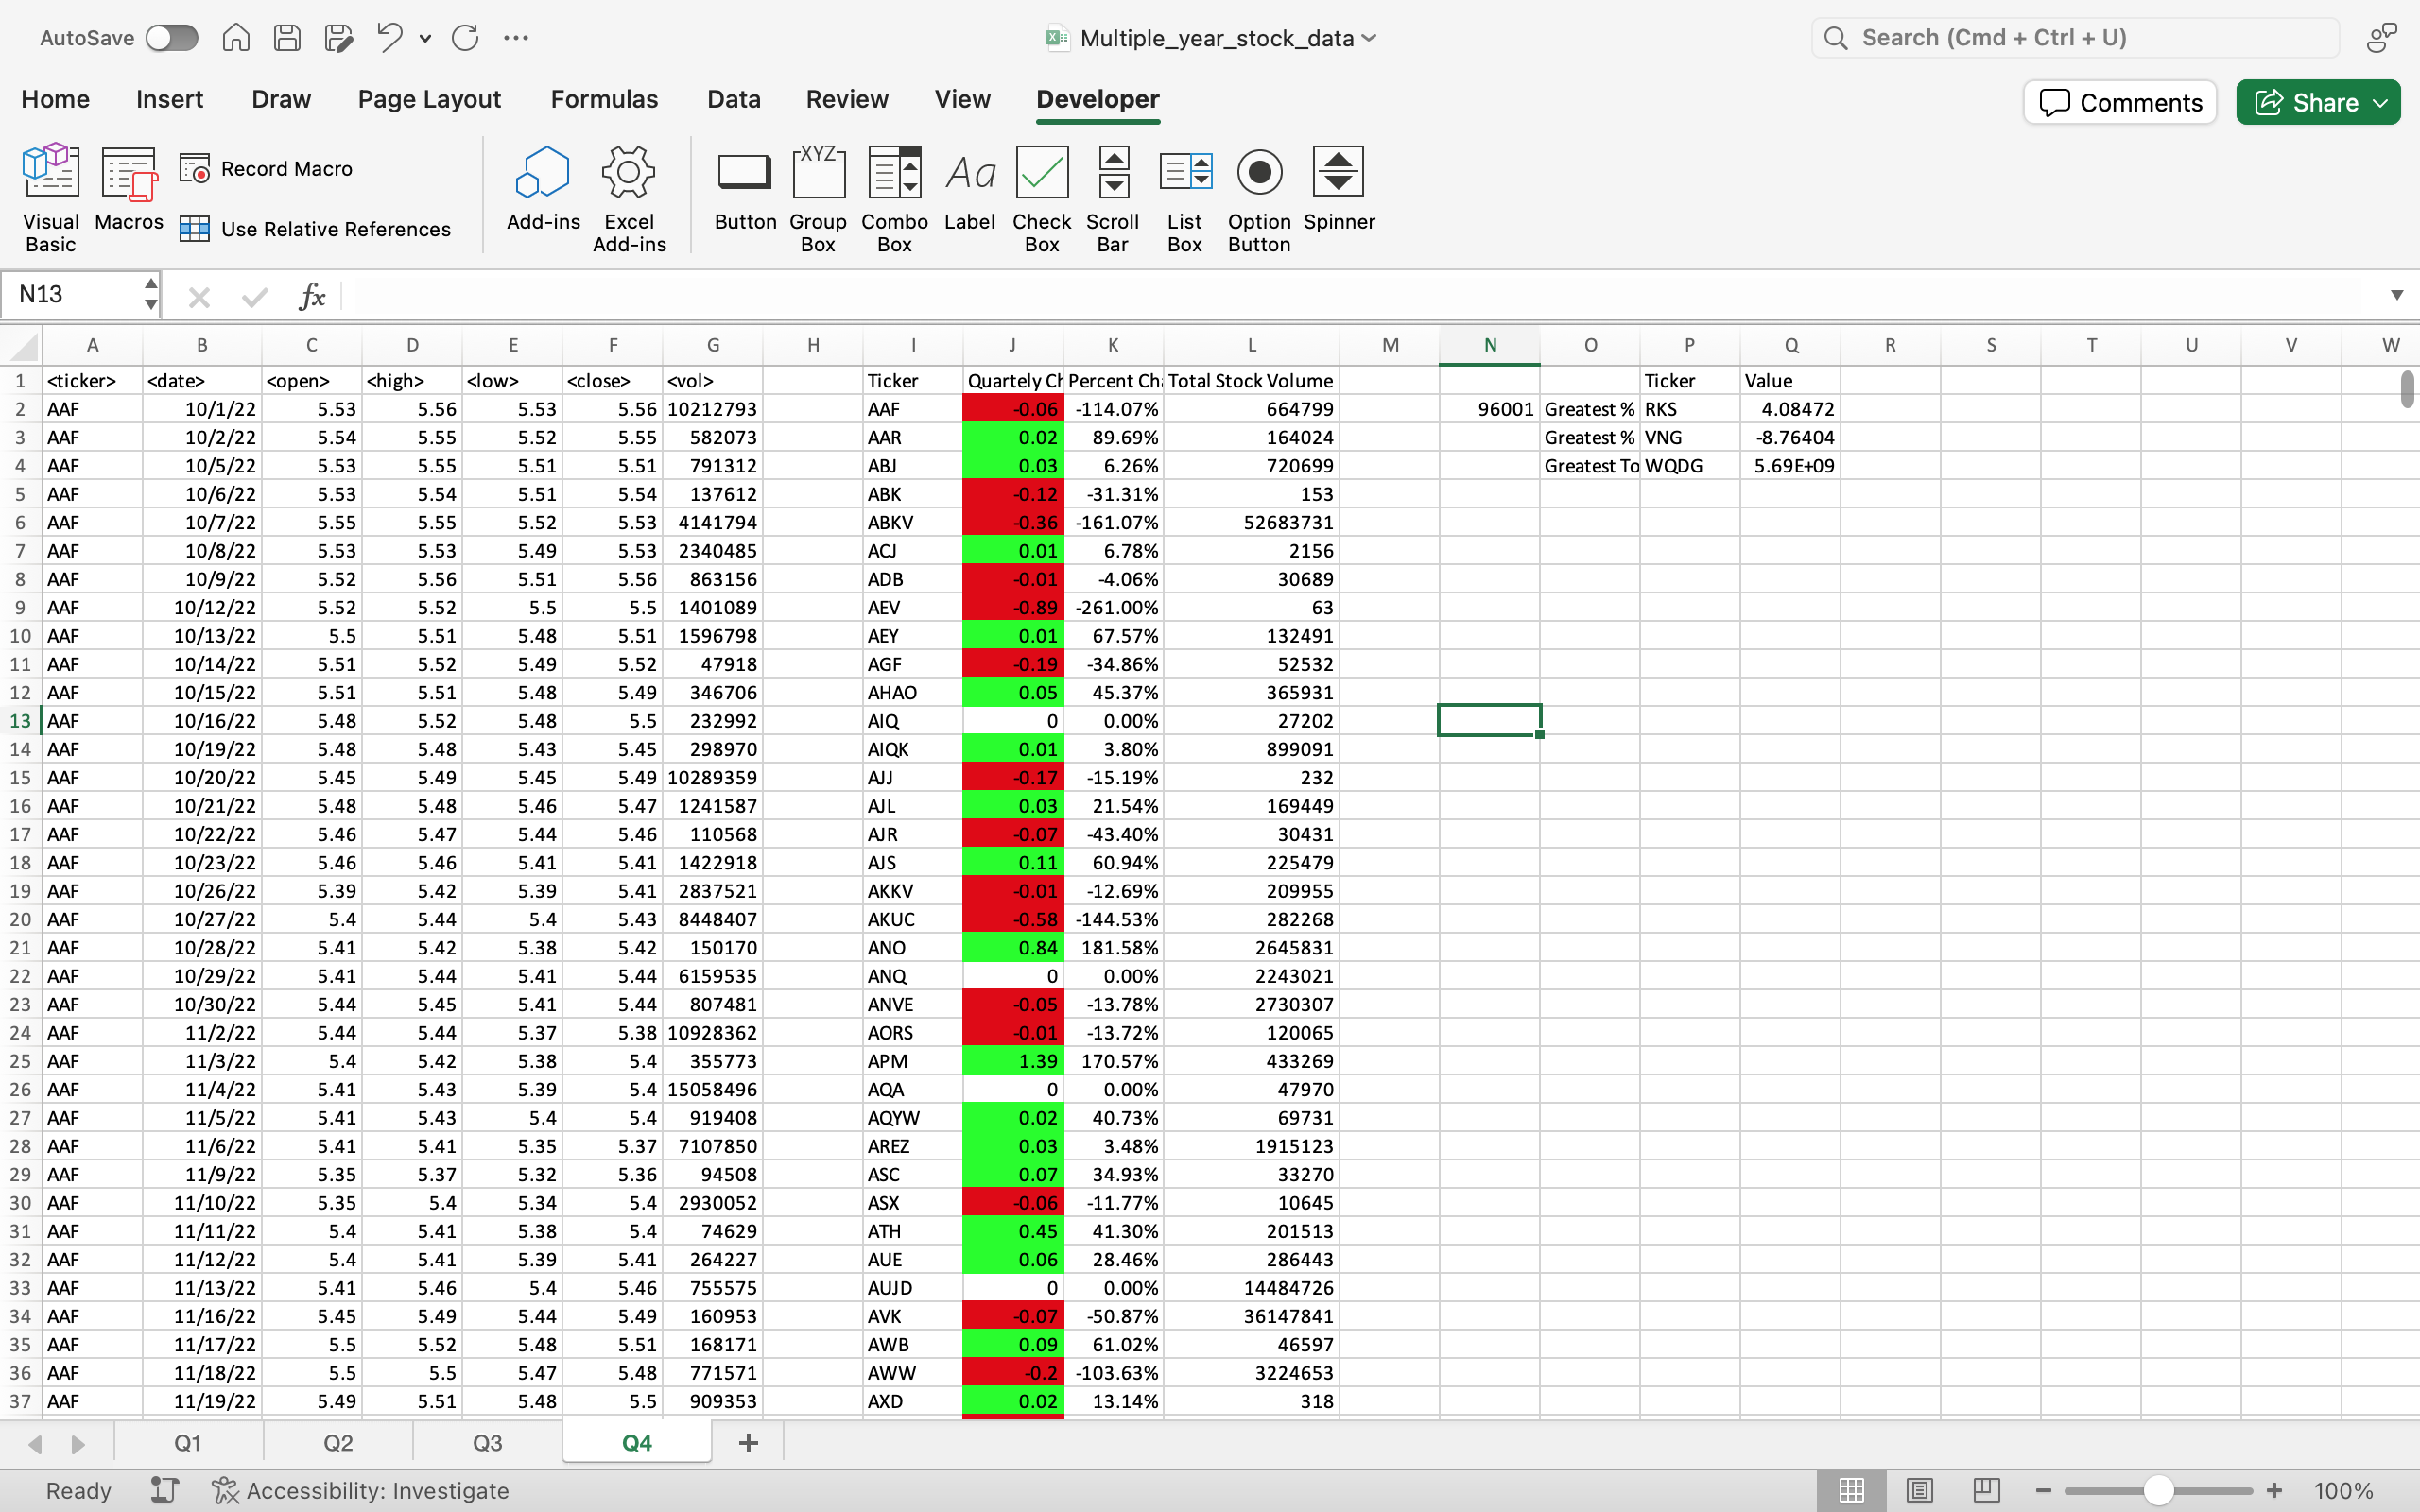 AutoSave
Multiple_year_stock_data
Search (Cmd + Ctrl + U)
Home Insert Draw Page Layout Formulas Data Review View Developer
Comments Share
Visual Basic
Macros
Record Macro
Use Relative References
Add-ins
Excel Add-ins
Button
XYZ
Group Box
Combo Box
Aa
Label
Check Box
Scroll Bar
List Box
Option Button
Spinner
N13 fx
A B C D E F G H I J K L M N O P Q R S T U V W
1 <ticker> <date> <open> <high> <low> <close> <vol> Ticker Quartely Ch Percent Ch Total Stock Volume Ticker Value
2 AAF 10/1/22 5.53 5.56 5.53 5.56 10212793 AAF -0.06 -114.07% 664799 96001 Greatest % RKS 4.08472
3 AAF 10/2/22 5.54 5.55 5.52 5.55 582073 AAR 0.02 89.69% 164024 Greatest % VNG -8.76404
4 AAF 10/5/22 5.53 5.55 5.51 5.51 791312 ABJ 0.03 6.26% 720699 Greatest To WQDG 5.69E+09
5 AAF 10/6/22 5.53 5.54 5.51 5.54 137612 ABK -0.12 -31.31% 153
6 AAF 10/7/22 5.55 5.55 5.52 5.53 4141794 ABKV -0.36 -161.07% 52683731
7 AAF 10/8/22 5.53 5.53 5.49 5.53 2340485 ACJ 0.01 6.78% 2156
8 AAF 10/9/22 5.52 5.56 5.51 5.56 863156 ADB -0.01 -4.06% 30689
9 AAF 10/12/22 5.52 5.52 5.5 5.5 1401089 AEV -0.89 -261.00% 63
10 AAF 10/13/22 5.5 5.51 5.48 5.51 1596798 AEY 0.01 67.57% 132491
11 AAF 10/14/22 5.51 5.52 5.49 5.52 47918 AGF -0.19 -34.86% 52532
12 AAF 10/15/22 5.51 5.51 5.48 5.49 346706 AHAO 0.05 45.37% 365931
13 AAF 10/16/22 5.48 5.52 5.48 5.5 232992 AIQ 0 0.00% 27202
14 AAF 10/19/22 5.48 5.48 5.43 5.45 298970 AIQK 0.01 3.80% 899091
15 AAF 10/20/22 5.45 5.49 5.45 5.49 10289359 AJJ -0.17 -15.19% 232
16 AAF 10/21/22 5.48 5.48 5.46 5.47 1241587 AJL 0.03 21.54% 169449
17 AAF 10/22/22 5.46 5.47 5.44 5.46 110568 AJR -0.07 -43.40% 30431
18 AAF 10/23/22 5.46 5.46 5.41 5.41 1422918 AJS 0.11 60.94% 225479
19 AAF 10/26/22 5.39 5.42 5.39 5.41 2837521 AKKV -0.01 -12.69% 209955
20 AAF 10/27/22 5.4 5.44 5.4 5.43 8448407 AKUC -0.58 -144.53% 282268
21 AAF 10/28/22 5.41 5.42 5.38 5.42 150170 ANO 0.84 181.58% 2645831
22 AAF 10/29/22 5.41 5.44 5.41 5.44 6159535 ANQ 0 0.00% 2243021
23 AAF 10/30/22 5.44 5.45 5.41 5.44 807481 ANVE -0.05 -13.78% 2730307
24 AAF 11/2/22 5.44 5.44 5.37 5.38 10928362 AORS -0.01 -13.72% 120065
25 AAF 11/3/22 5.4 5.42 5.38 5.4 355773 APM 1.39 170.57% 433269
26 AAF 11/4/22 5.41 5.43 5.39 5.4 15058496 AQA 0 0.00% 47970
27 AAF 11/5/22 5.41 5.43 5.4 5.4 919408 AQYW 0.02 40.73% 69731
28 AAF 11/6/22 5.41 5.41 5.35 5.37 7107850 AREZ 0.03 3.48% 1915123
29 AAF 11/9/22 5.35 5.37 5.32 5.36 94508 ASC 0.07 34.93% 33270
30 AAF 11/10/22 5.35 5.4 5.34 5.4 2930052 ASX -0.06 -11.77% 10645
31 AAF 11/11/22 5.4 5.41 5.38 5.4 74629 ATH 0.45 41.30% 201513
32 AAF 11/12/22 5.4 5.41 5.39 5.41 264227 AUE 0.06 28.46% 286443
33 AAF 11/13/22 5.41 5.46 5.4 5.46 755575 AUJD 0 0.00% 14484726
34 AAF 11/16/22 5.45 5.49 5.44 5.49 160953 AVK -0.07 -50.87% 36147841
35 AAF 11/17/22 5.5 5.52 5.48 5.51 168171 AWB 0.09 61.02% 46597
36 AAF 11/18/22 5.5 5.5 5.47 5.48 771571 AWW -0.2 -103.63% 3224653
37 AAF 11/19/22 5.49 5.51 5.48 5.5 909353 AXD 0.02 13.14% 318
Q1 Q2 Q3 Q4
Ready Accessibility: Investigate 100%